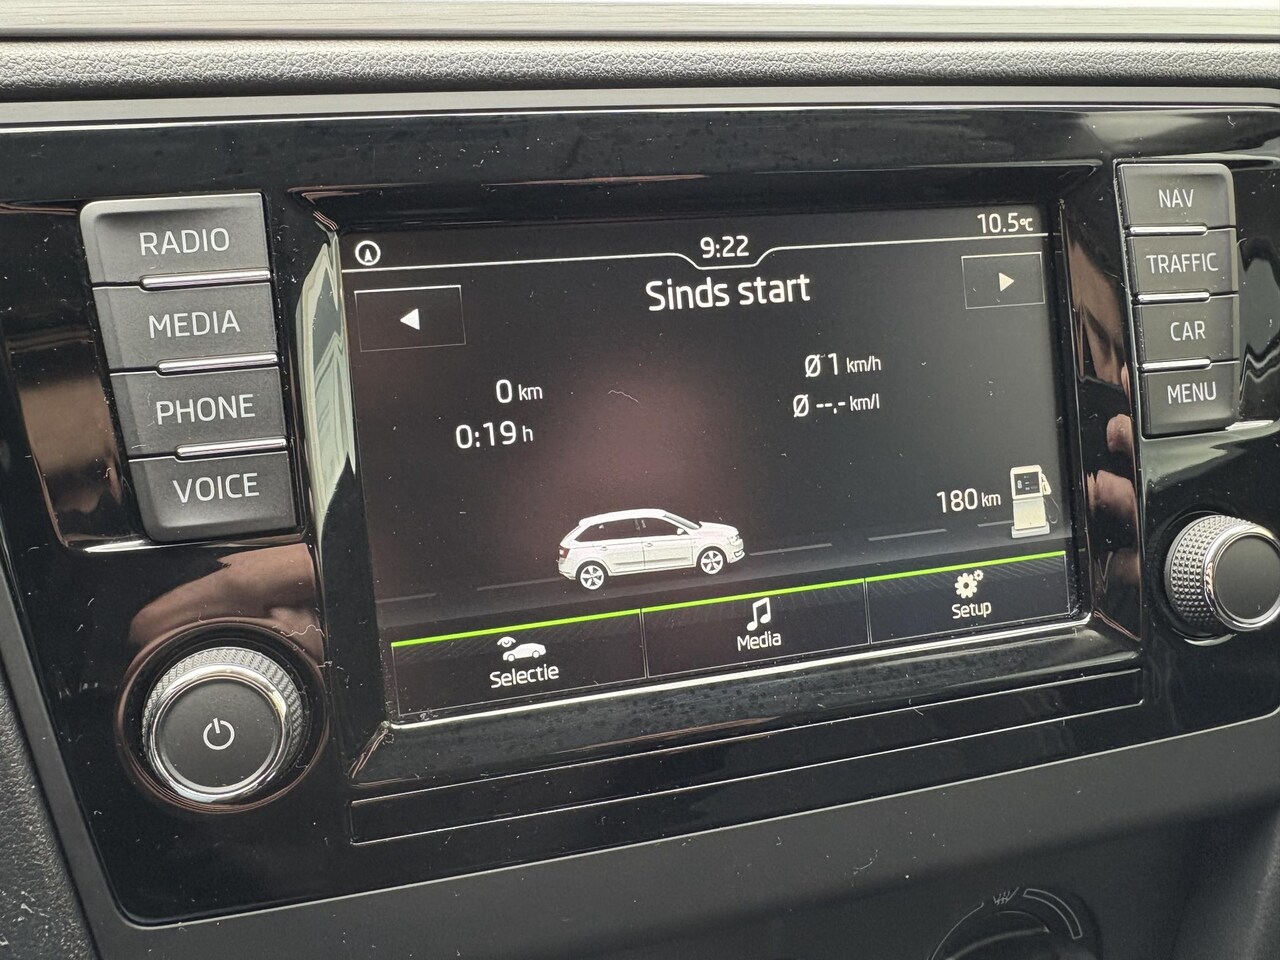 RADIO
MEDIA
PHONE
VOICE
9:22
10.5°C
Sinds start
0 km
0:19 h
Ø 1 km/h
Ø --,- km/l
180 km
Selectie
Media
Setup
NAV
TRAFFIC
CAR
MENU